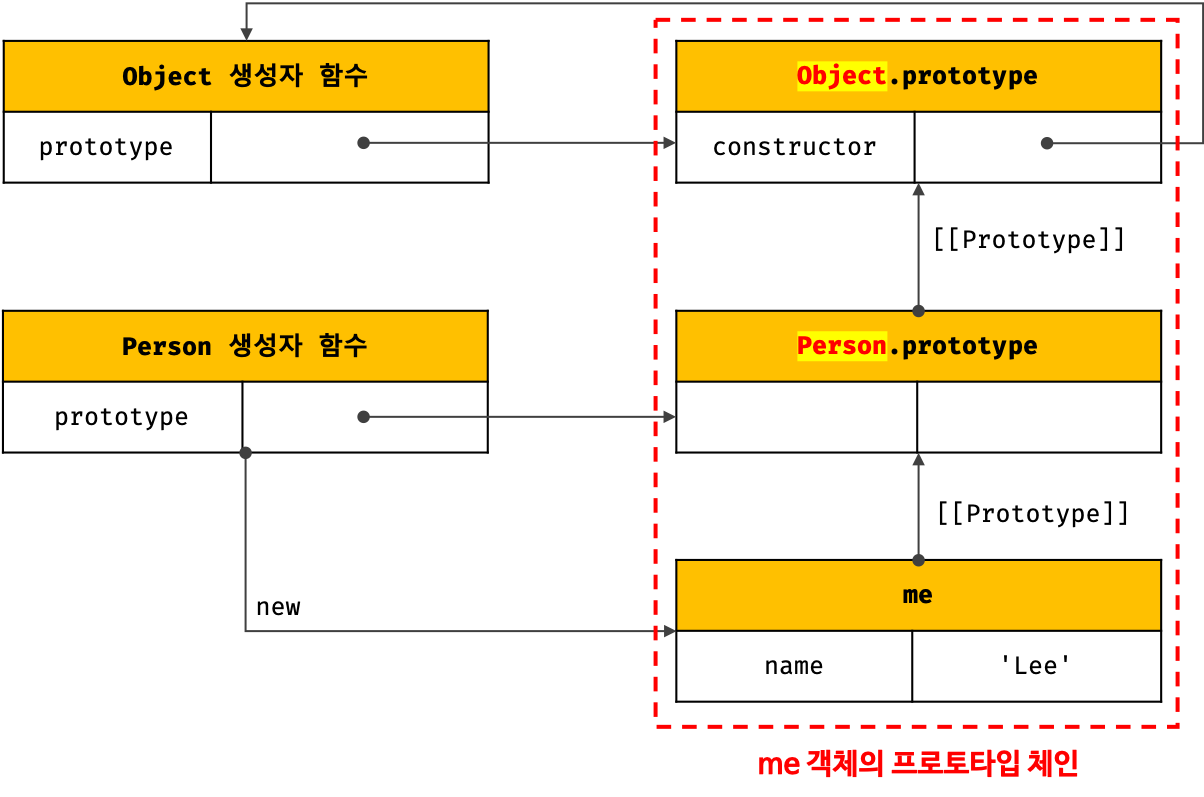 Object 생성자 함수
Object.prototype
prototype
constructor
[[Prototype]]
Person 생성자 함수
Person.prototype
prototype
[[Prototype]]
me
new
name
'Lee'
me 객체의 프로토타입 체인